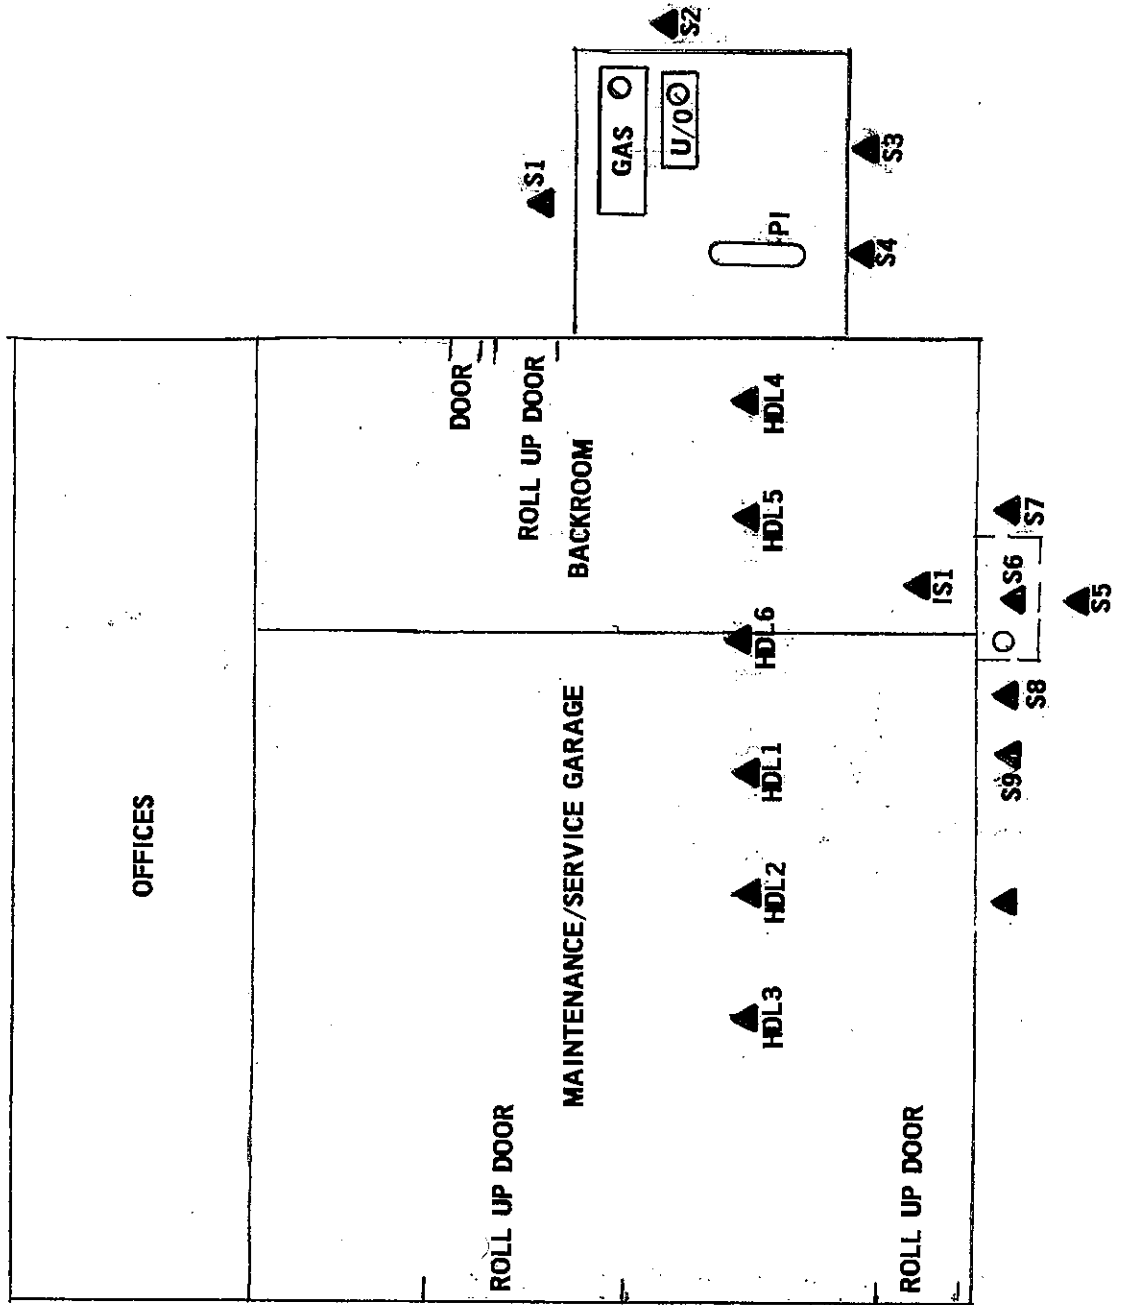 S2
S1
GAS
U/O
S3
PI
S4
DOOR
ROLL UP DOOR
BACKROOM
HDL4
HDL5
HDL6
IS1
S7
S6
S5
S8
S9
OFFICES
MAINTENANCE/SERVICE GARAGE
HDL1
HDL2
HDL3
ROLL UP DOOR
ROLL UP DOOR